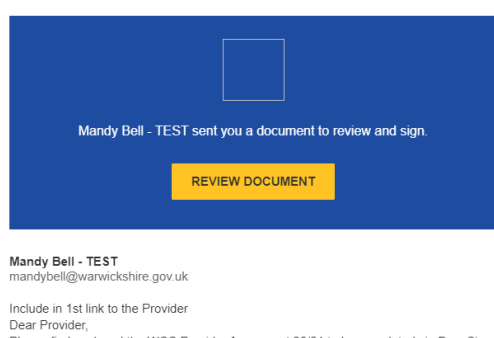 Mandy Bell - TEST sent you a document to review and sign.
REVIEW DOCUMENT
Mandy Bell - TEST
mandybell@warwickshire.gov.uk
Include in 1st link to the Provider
Dear Provider,